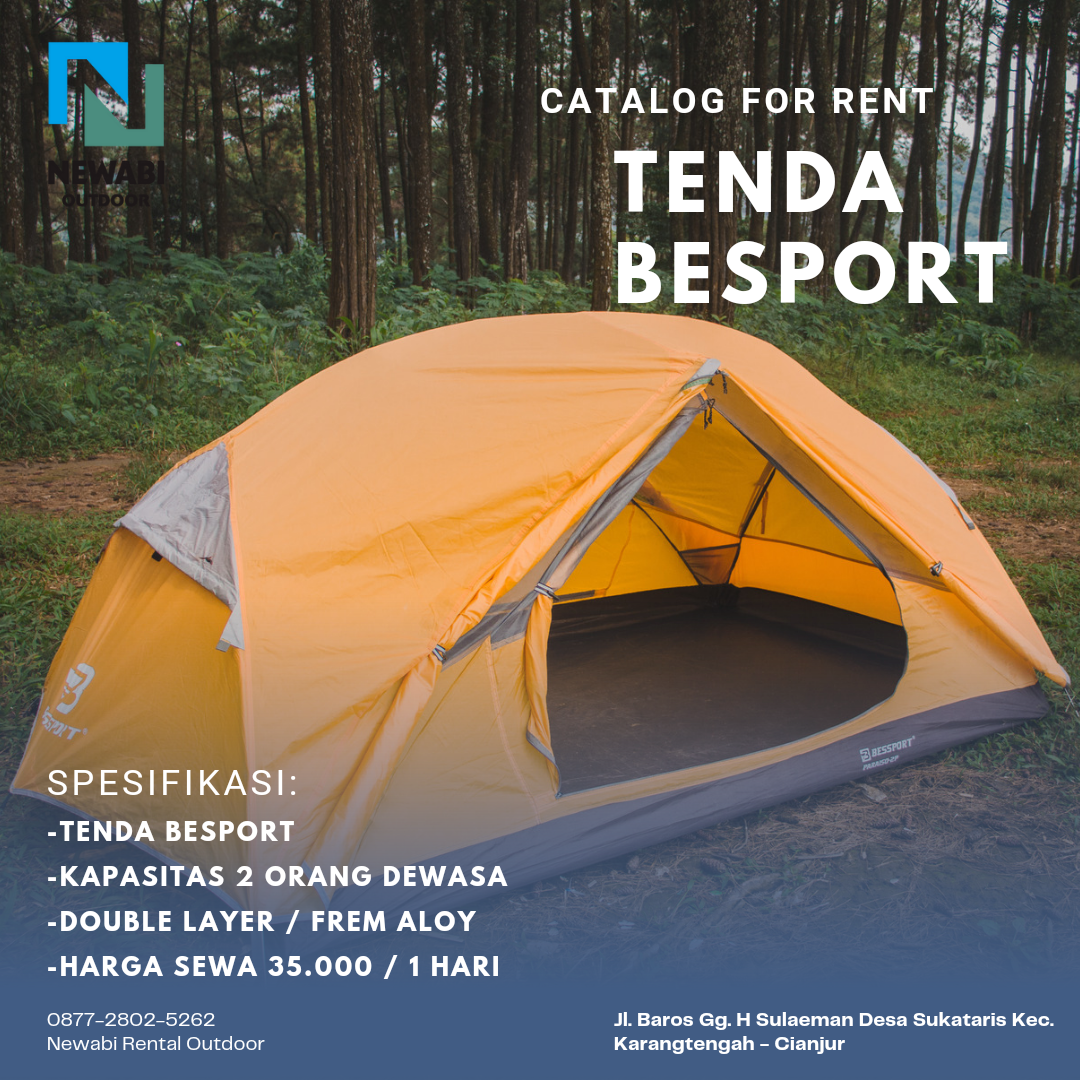 NEWABI
OUTDOOR
CATALOG FOR RENT
TENDA
BESPORT
BESSPORT®
PARAISO-2P
SPESIFIKASI:
-TENDA BESPORT
-KAPASITAS 2 ORANG DEWASA
-DOUBLE LAYER / FREM ALOY
-HARGA SEWA 35.000 / 1 HARI
0877-2802-5262
Newabi Rental Outdoor
Jl. Baros Gg. H Sulaeman Desa Sukataris Kec.
Karangtengah - Cianjur